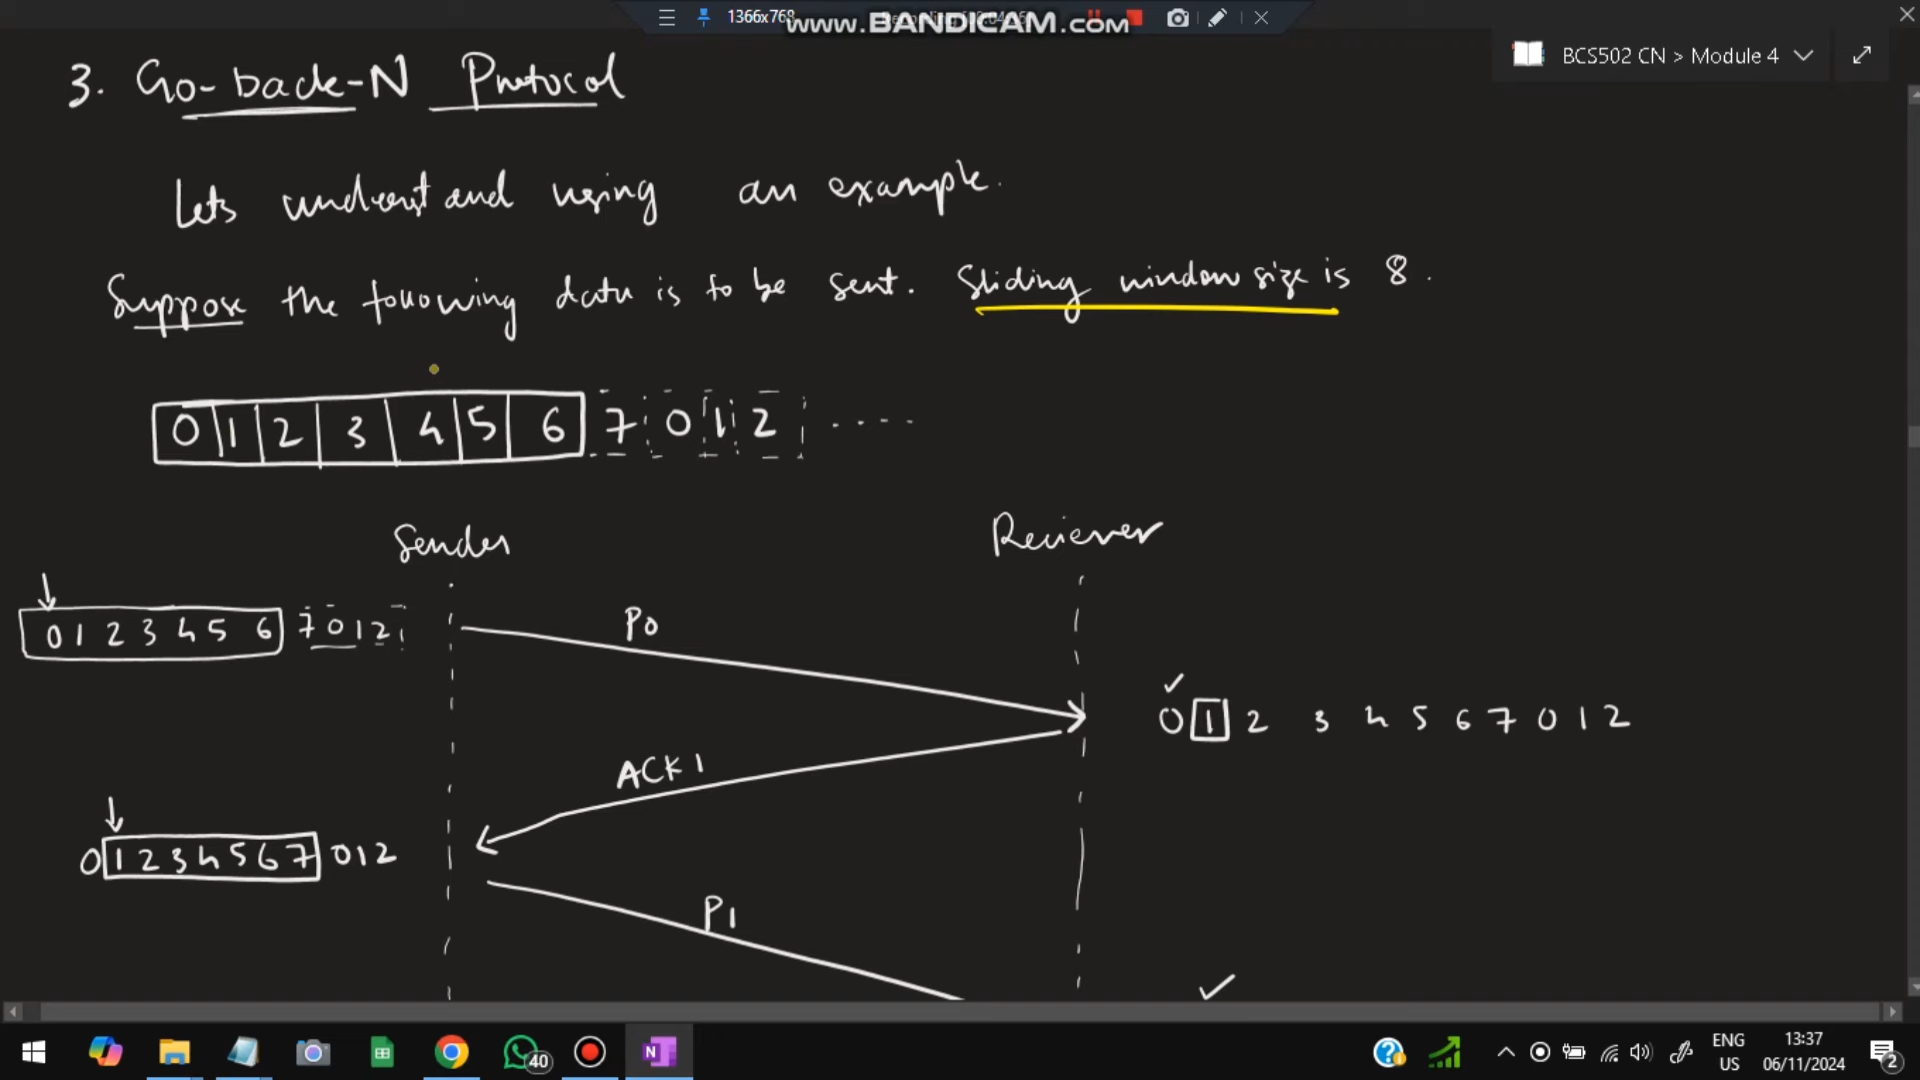 1366x768
www.BANDICAM.com
BCS502 CN > Module 4
3. Go-back-N Protocol
Lets understand using an example.
Suppose the following data is to be sent. Sliding window size is 8.
0 1 2 3 4 5 6 7 0 1 2 ....
Sender Reciever
0 1 2 3 4 5 6 7 0 1 2
P0
0 1 2 3 4 5 6 7 0 1 2
ACK 1
0 1 2 3 4 5 6 7 0 1 2
P1
40
N
ENG
US
13:37
06/11/2024
2